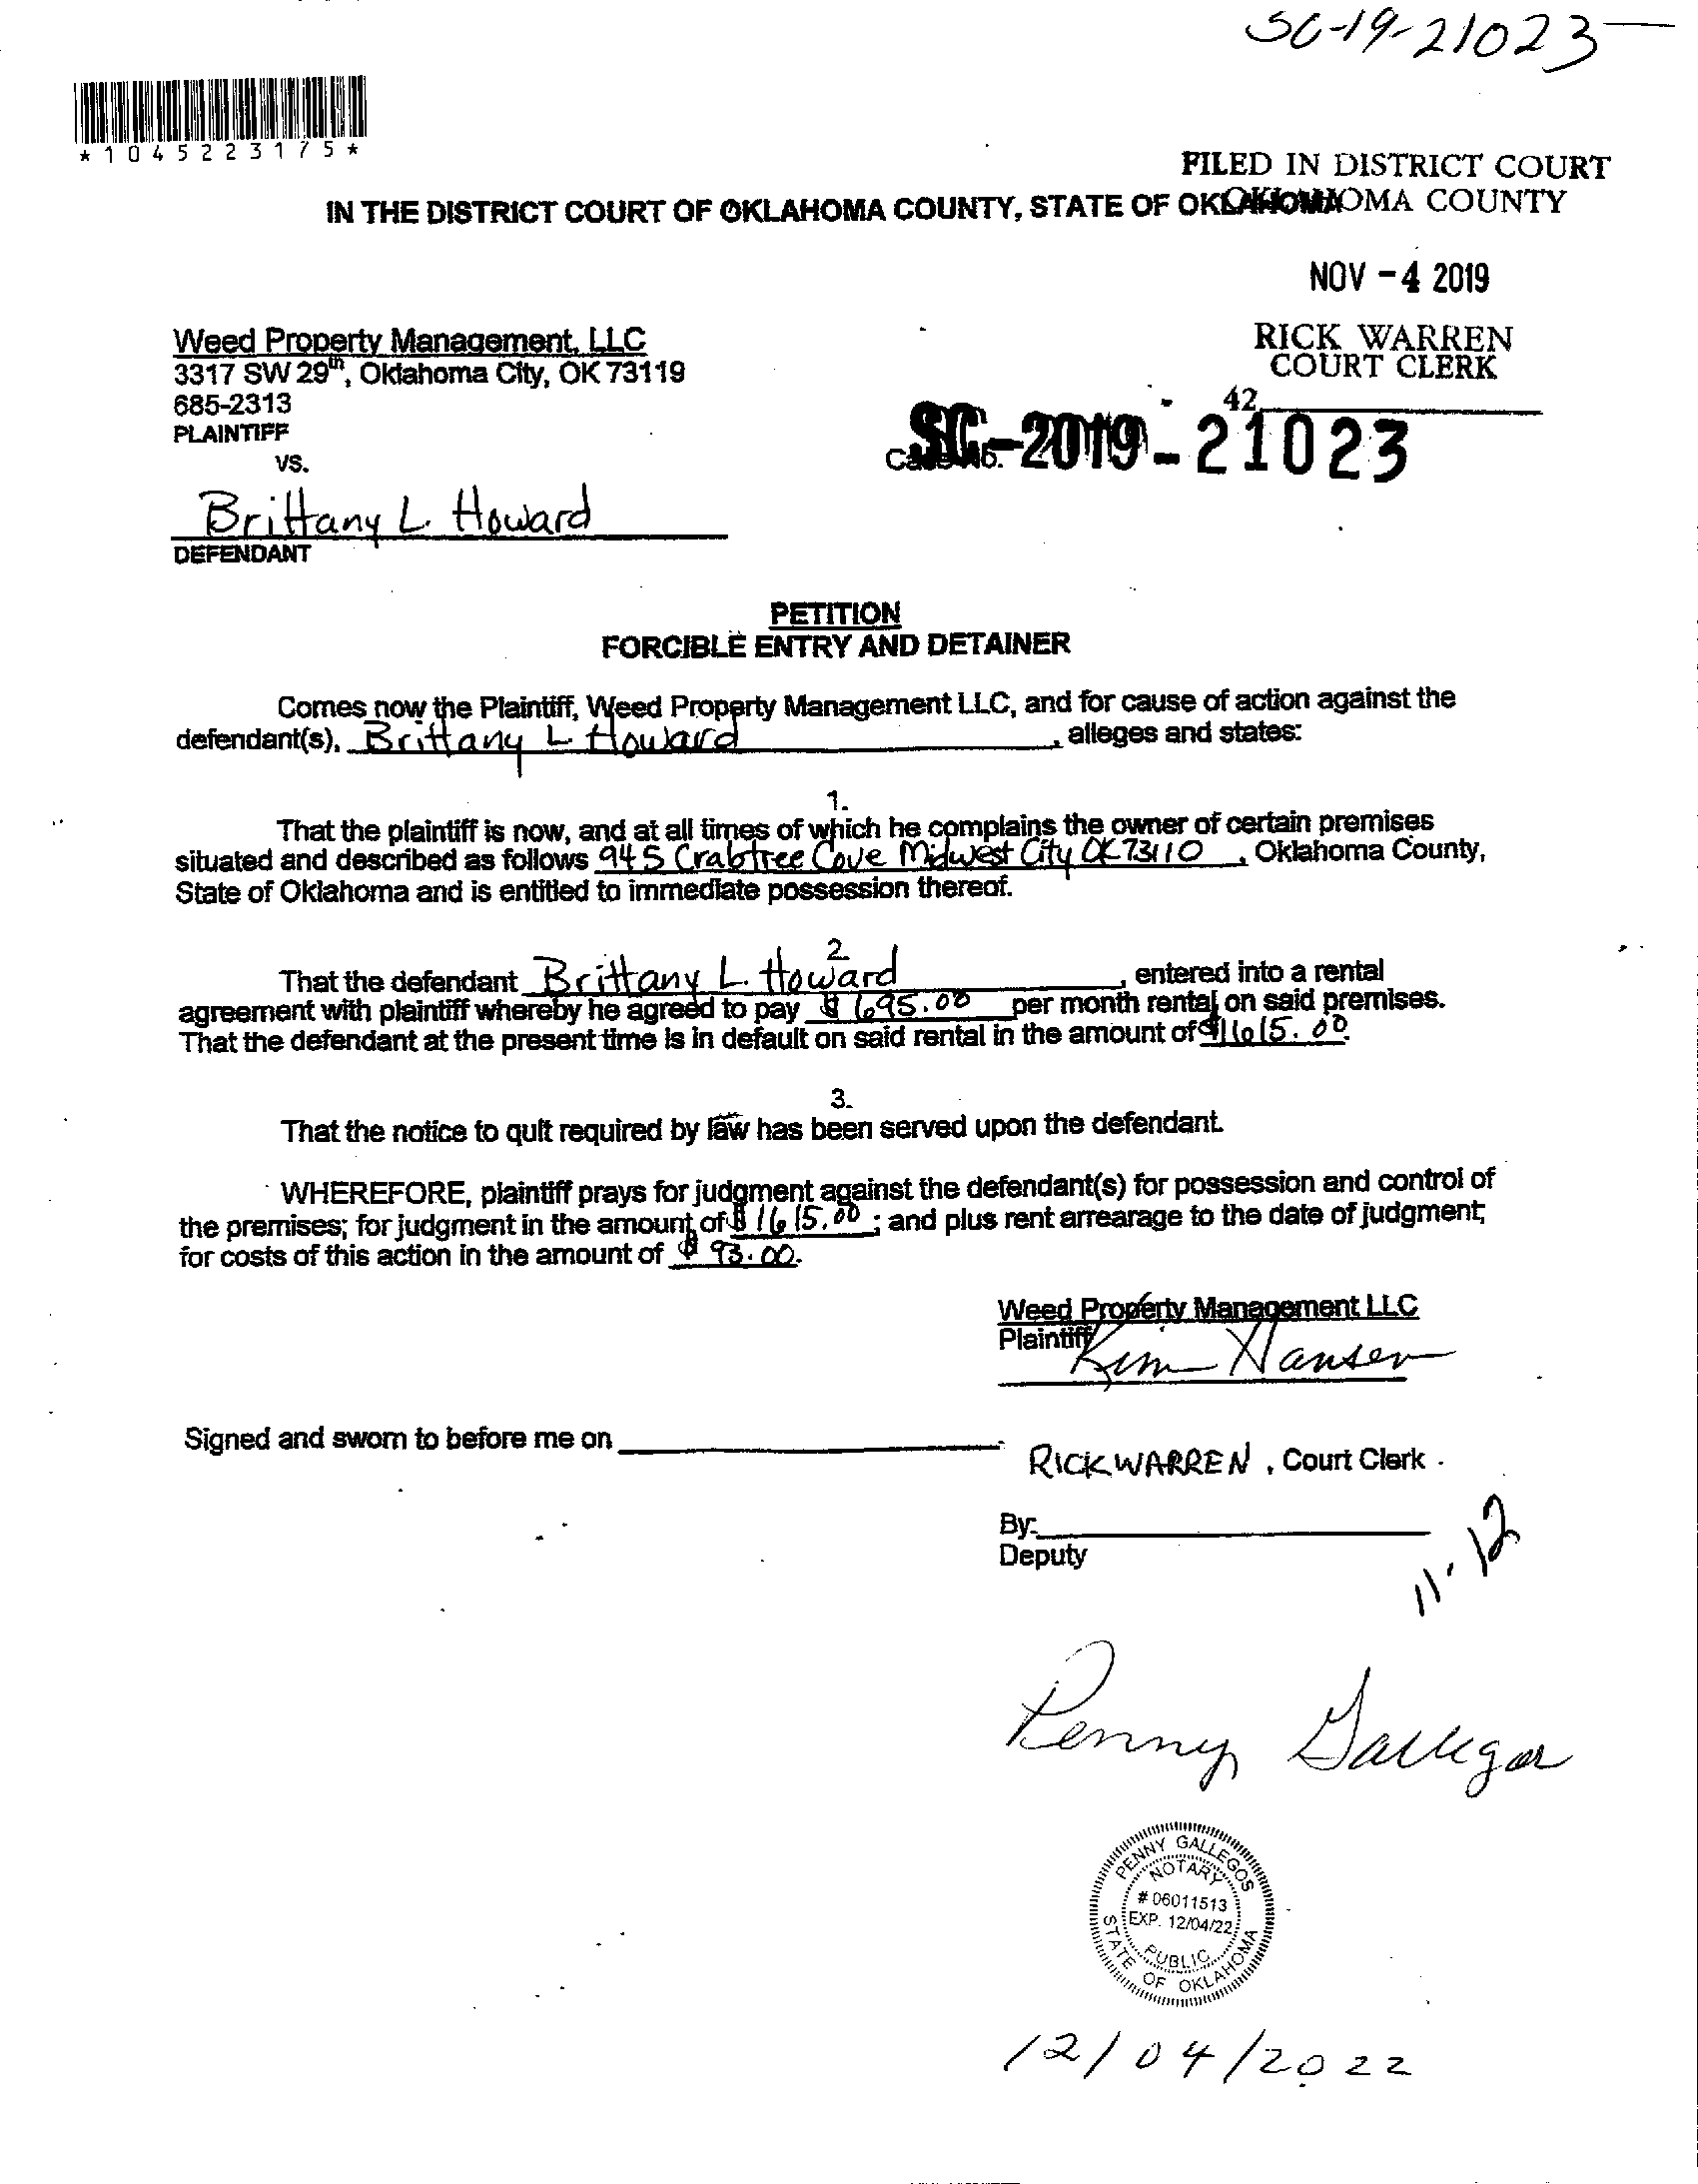 SC-19-21023
*1045223175*
FILED IN DISTRICT COURT
OKLAHOMA COUNTY
IN THE DISTRICT COURT OF OKLAHOMA COUNTY, STATE OF OKLAHOMA
NOV -4 2019
Weed Property Management, LLC
3317 SW 29th, Oklahoma City, OK 73119
685-2313
PLAINTIFF
RICK WARREN
COURT CLERK
42
vs.
Case No.
SC-2019-21023
Brittany L. Howard
DEFENDANT
PETITION
FORCIBLE ENTRY AND DETAINER
Comes now the Plaintiff, Weed Property Management LLC, and for cause of action against the
defendant(s), Brittany L Howard, alleges and states:
1.
That the plaintiff is now, and at all times of which he complains the owner of certain premises
situated and described as follows 945 Crabtree Cove Midwest City OK 73110, Oklahoma County,
State of Oklahoma and is entitled to immediate possession thereof.
2.
That the defendant Brittany L. Howard, entered into a rental
agreement with plaintiff whereby he agreed to pay $ 695.00 per month rental on said premises.
That the defendant at the present time is in default on said rental in the amount of $1615.00.
3.
That the notice to quit required by law has been served upon the defendant.
WHEREFORE, plaintiff prays for judgment against the defendant(s) for possession and control of
the premises; for judgment in the amount of $ 1615.00; and plus rent arrearage to the date of judgment;
for costs of this action in the amount of $ 93.00.
Weed Property Management LLC
Plaintiff
Kim Hansen
Signed and sworn to before me on
RICK WARREN, Court Clerk
By:
Deputy
11-12
Penny Gallegos
PENNY GALLEGOS
NOTARY
# 06011513
EXP. 12/04/22
PUBLIC
STATE OF OKLAHOMA
12/04/2022